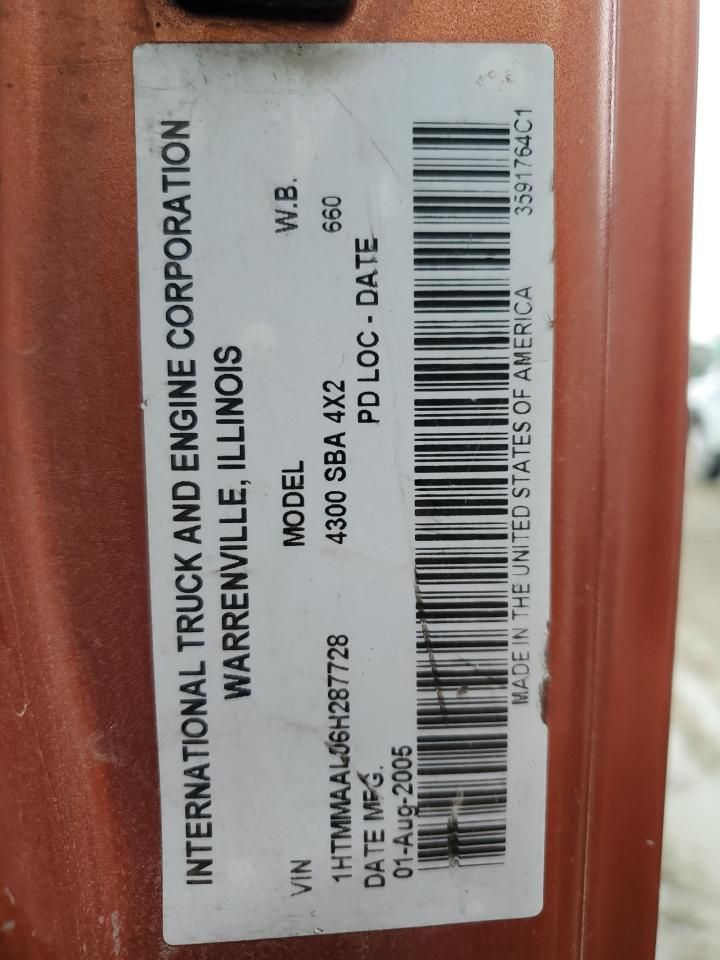 INTERNATIONAL TRUCK AND ENGINE CORPORATION
WARRENVILLE, ILLINOIS
VIN MODEL W.B.
1HTMMAAL06H287728 4300 SBA 4X2 660
DATE MFG. PD LOC - DATE
01-Aug-2005
MADE IN THE UNITED STATES OF AMERICA 3591764C1